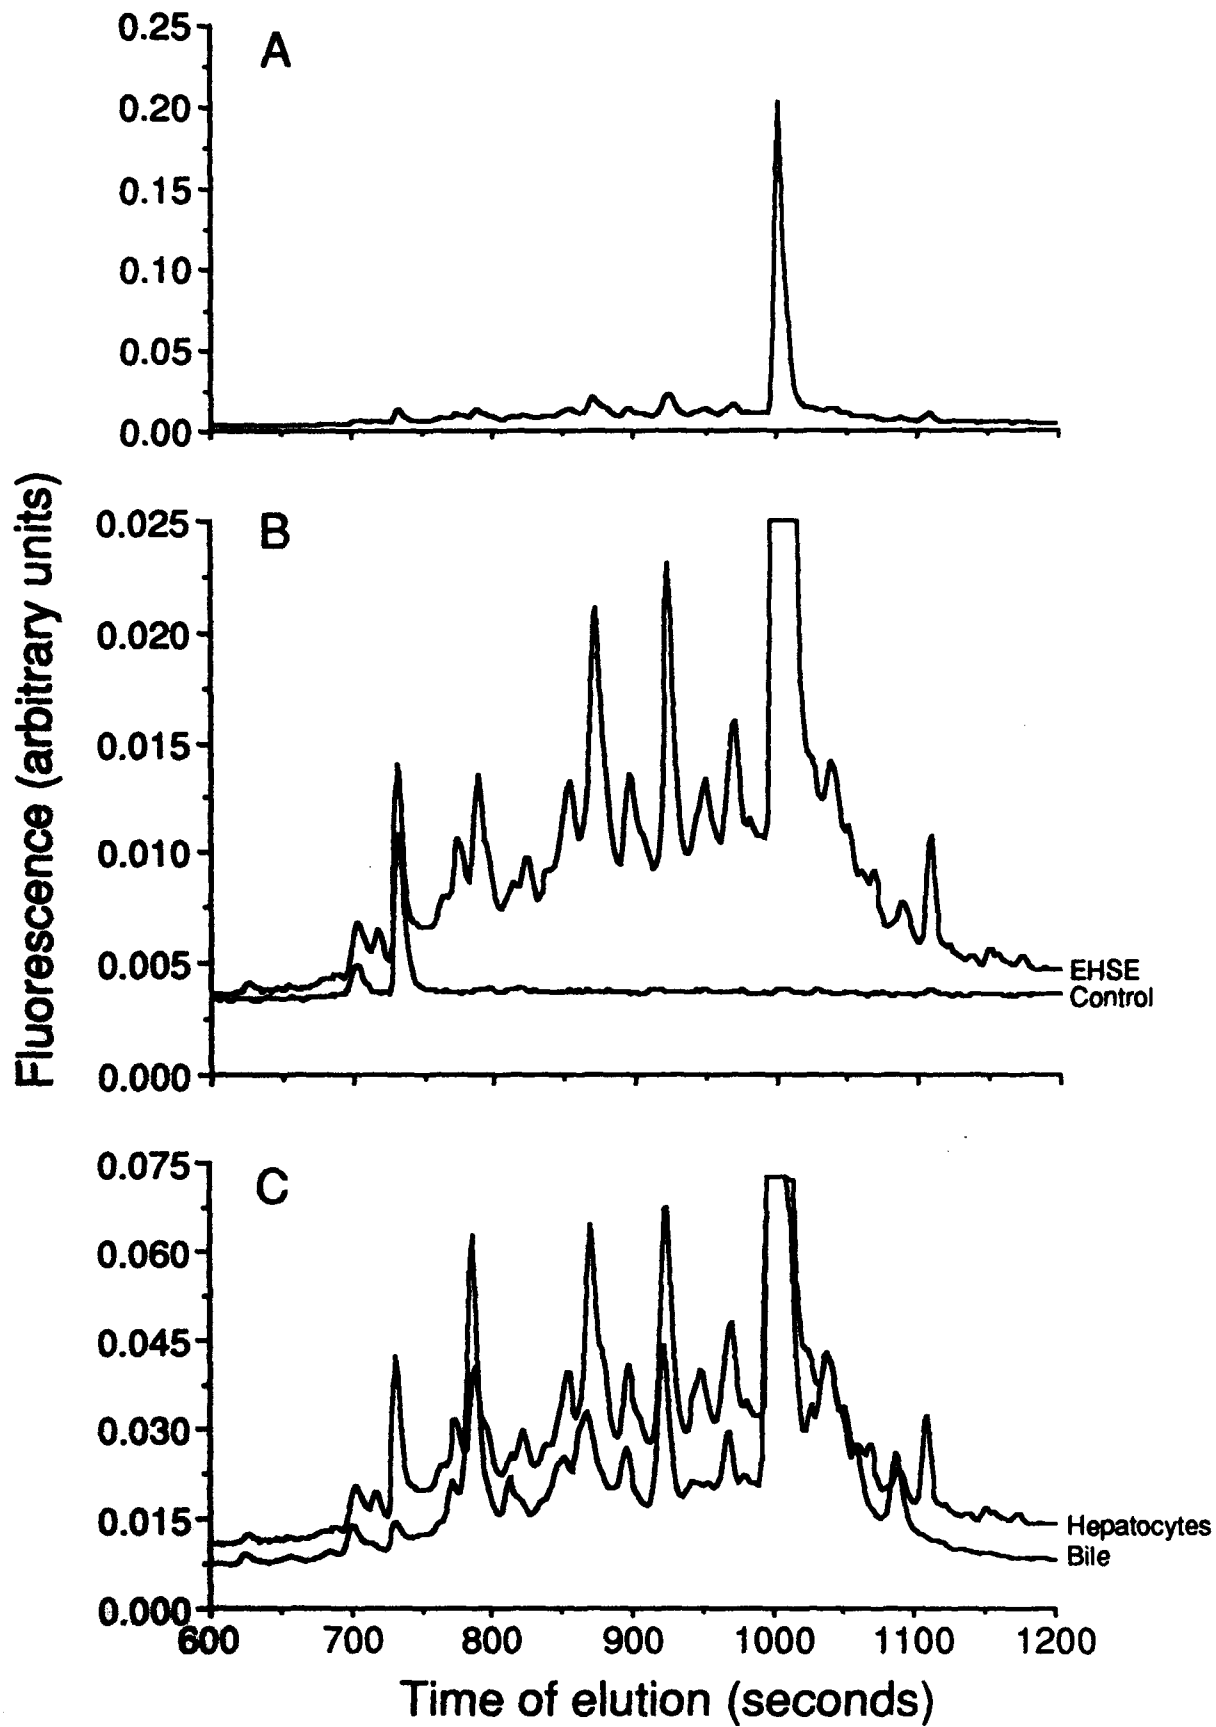 A
0.25
0.20
0.15
0.10
0.05
0.00
Fluorescence (arbitrary units)
B
0.025
0.020
0.015
0.010
0.005
0.000
EHSE
Control
C
0.075
0.060
0.045
0.030
0.015
0.000
Hepatocytes
Bile
600 700 800 900 1000 1100 1200
Time of elution (seconds)